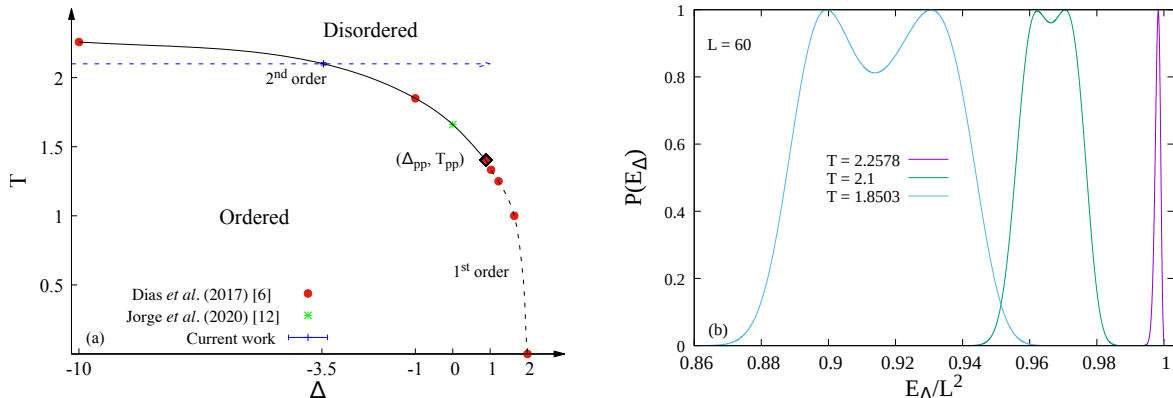 Disordered
2
2nd order
1.5
(Δpp, Tpp)
T
1
Ordered
1st order
0.5
Dias et al. (2017) [6]
Jorge et al. (2020) [12]
(a)
Current work
-10 -3.5 -1 0 1 2
Δ
1
L = 60
0.8
0.6
P(EΔ)
T = 2.2578
T = 2.1
0.4
T = 1.8503
0.2
(b)
0
0.86 0.88 0.9 0.92 0.94 0.96 0.98 1
EΔ/L2